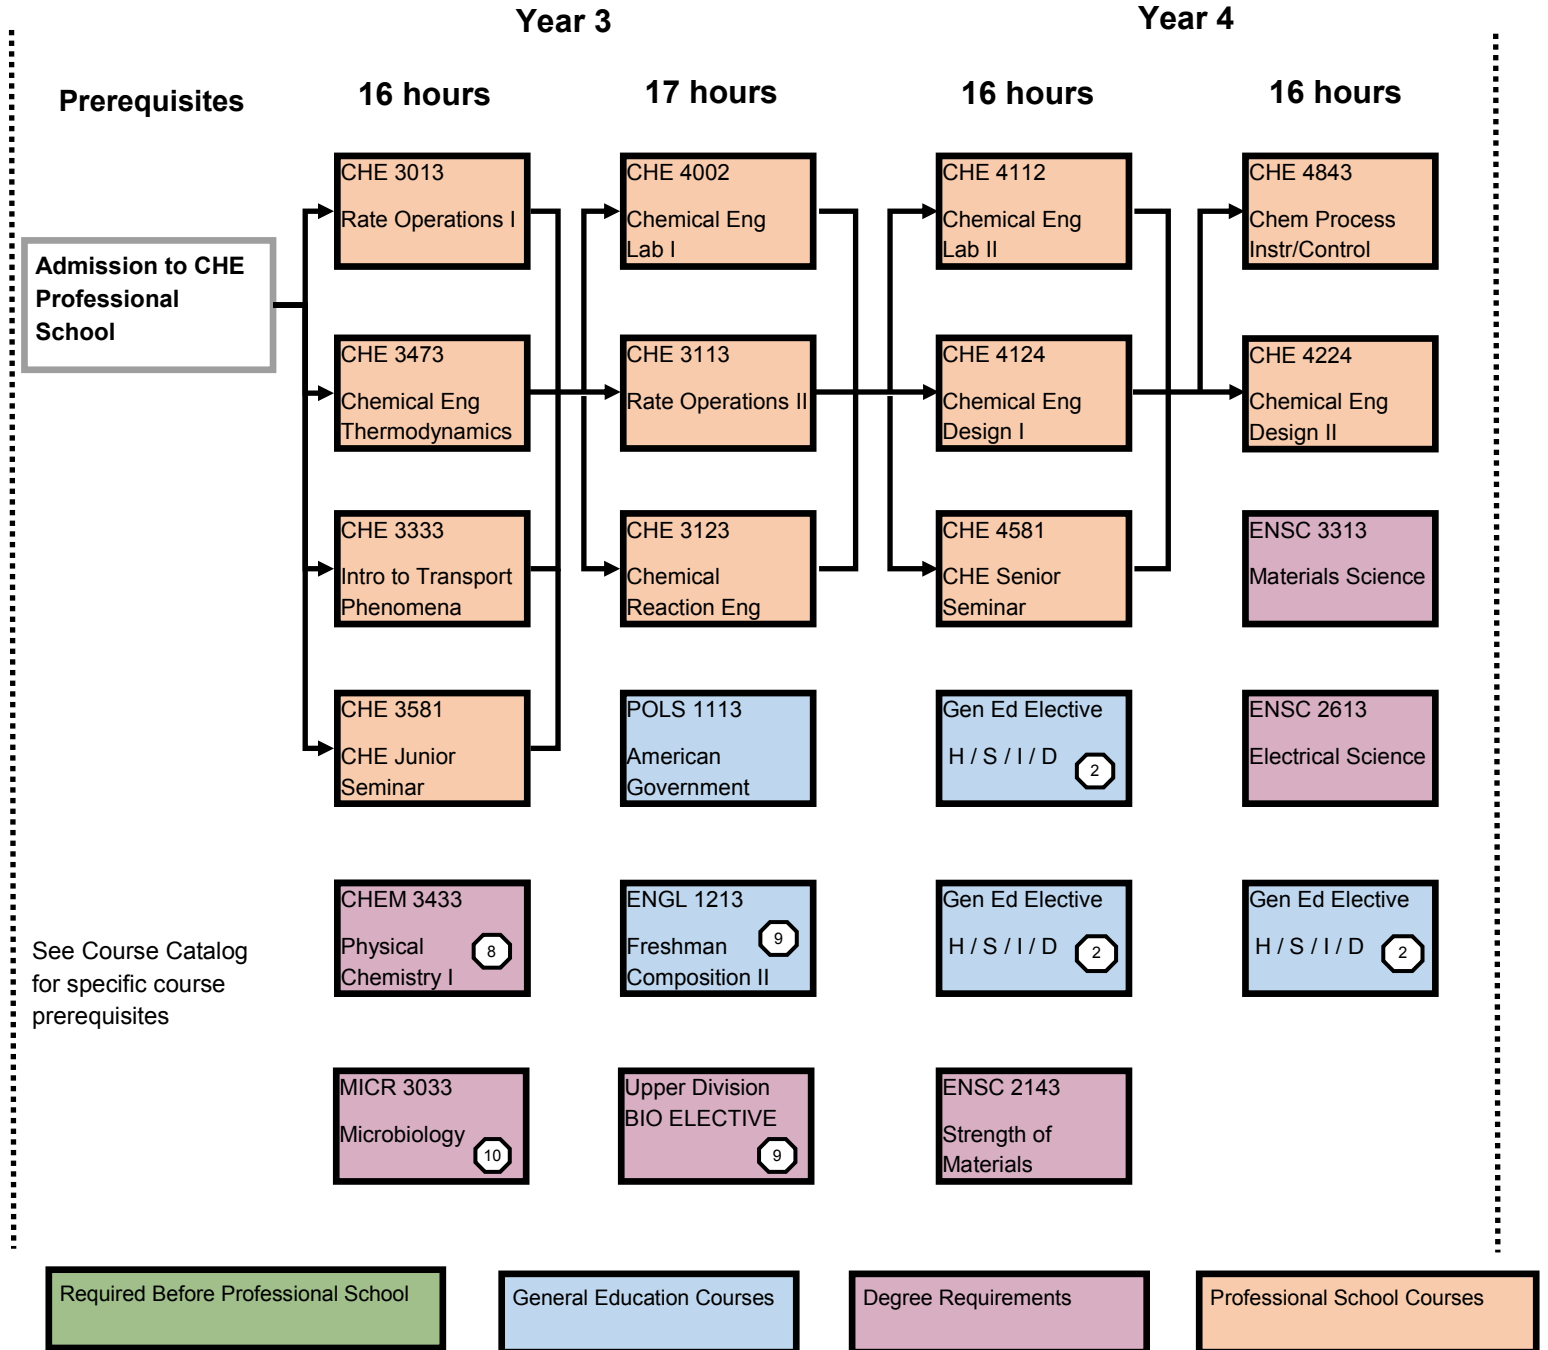 Year 3
Year 4
Prerequisites
16 hours
17 hours
16 hours
16 hours
Admission to CHE
Professional
School
CHE 3013
Rate Operations I
CHE 4002
Chemical Eng
Lab I
CHE 4112
Chemical Eng
Lab II
CHE 4843
Chem Process
Instr/Control
CHE 3473
Chemical Eng
Thermodynamics
CHE 3113
Rate Operations II
CHE 4124
Chemical Eng
Design I
CHE 4224
Chemical Eng
Design II
CHE 3333
Intro to Transport
Phenomena
CHE 3123
Chemical
Reaction Eng
CHE 4581
CHE Senior
Seminar
ENSC 3313
Materials Science
CHE 3581
CHE Junior
Seminar
POLS 1113
American
Government
Gen Ed Elective
H / S / I / D
2
ENSC 2613
Electrical Science
See Course Catalog
for specific course
prerequisites
CHEM 3433
Physical
Chemistry I
8
ENGL 1213
Freshman
Composition II
9
Gen Ed Elective
H / S / I / D
2
Gen Ed Elective
H / S / I / D
2
MICR 3033
Microbiology
10
Upper Division
BIO ELECTIVE
9
ENSC 2143
Strength of
Materials
Required Before Professional School
General Education Courses
Degree Requirements
Professional School Courses